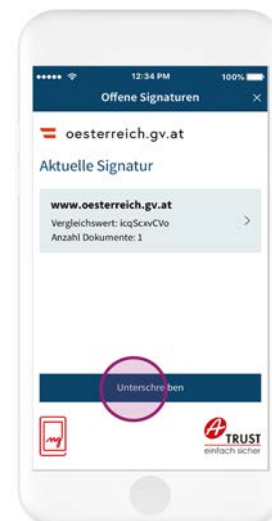 12:34 PM
100%
Offene Signaturen
oesterreich.gv.at
Aktuelle Signatur
www.oesterreich.gv.at
Vergleichswert: icqScxvCVo
Anzahl Dokumente: 1
Unterschreiben
A TRUST
einfach sicher